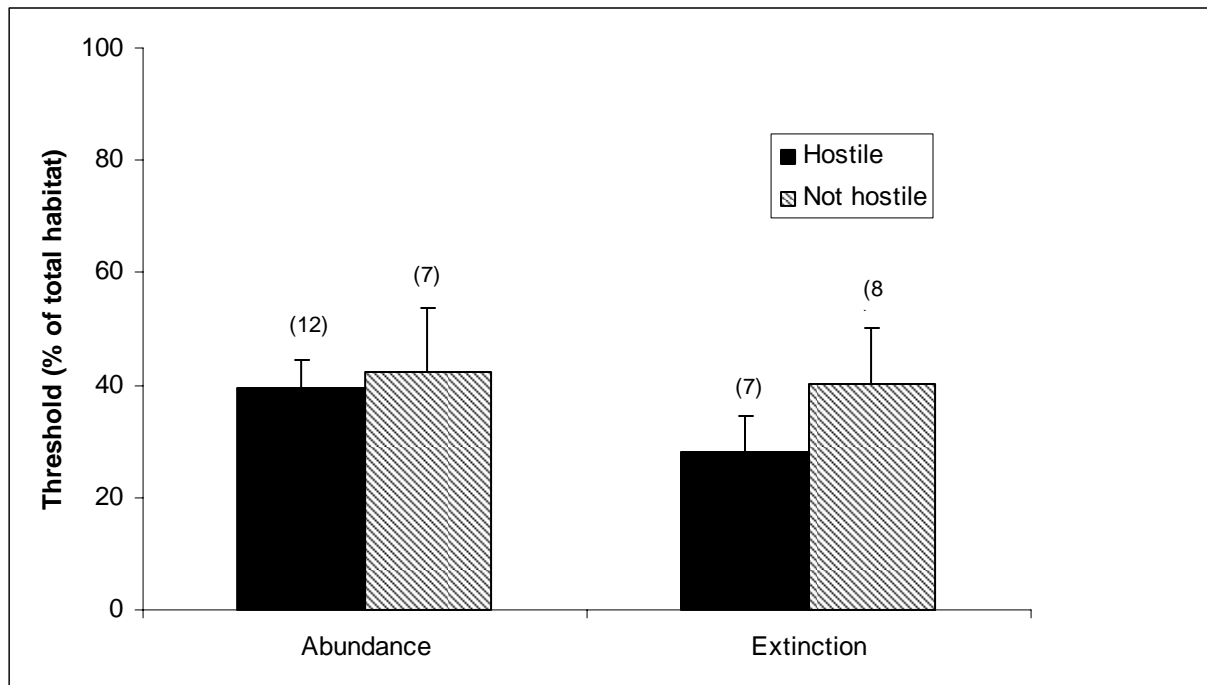 100
80
60
40
20
0
Threshold (% of total habitat)
Hostile
Not hostile
(12)
(7)
(7)
(8
Abundance
Extinction